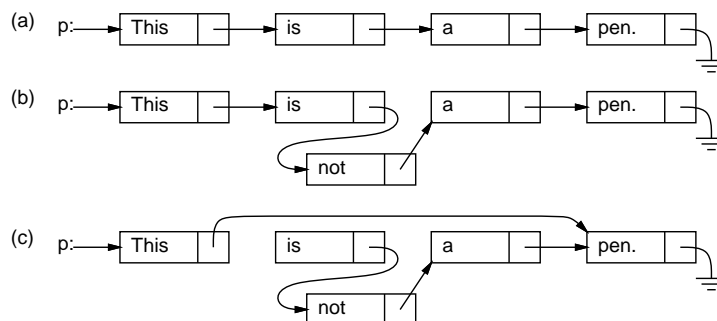 (a) p: This is a pen.
(b) p: This is a pen.
not
(c) p: This is a pen.
not